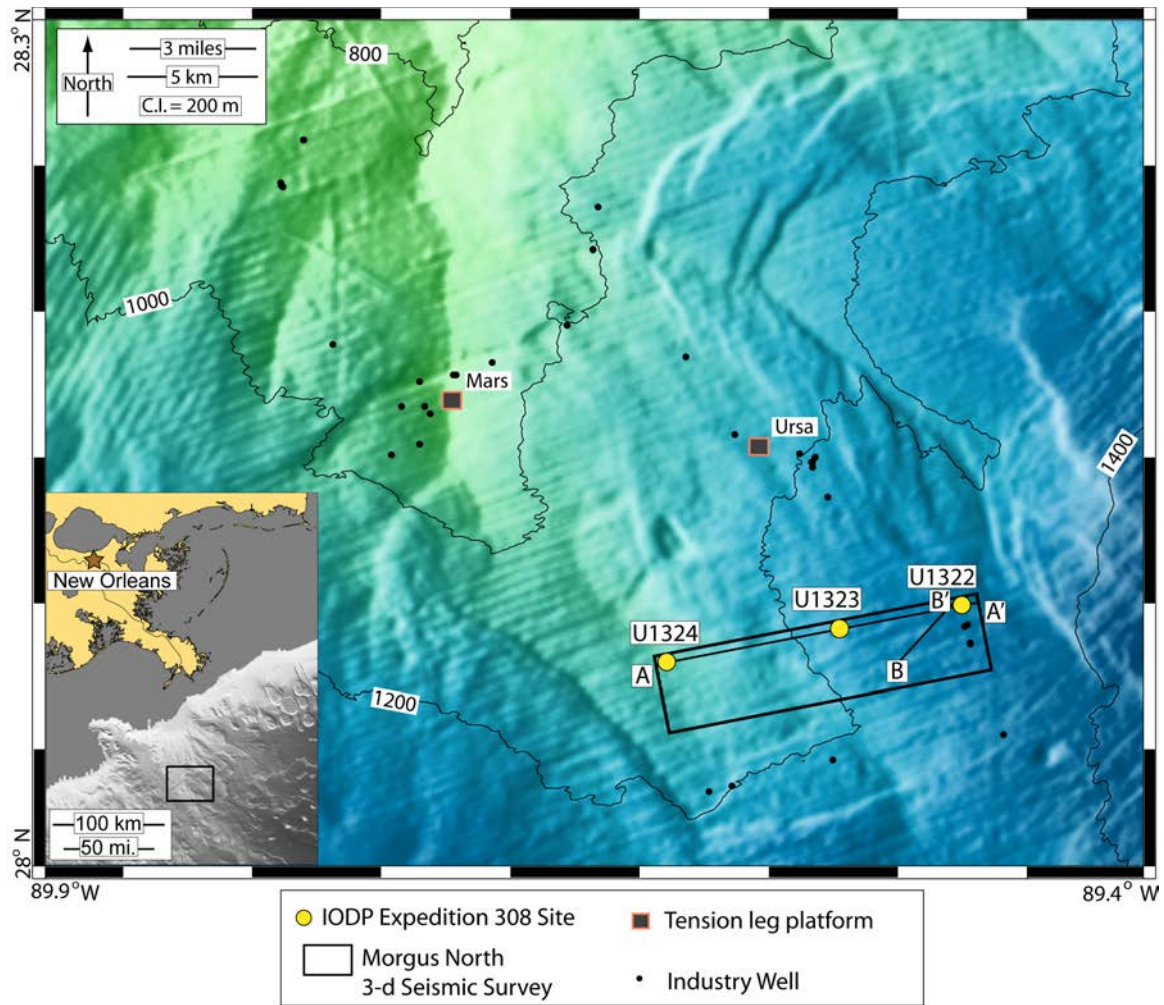 28.3° N
3 miles
North
5 km
C.I. = 200 m
800
1000
Mars
Ursa
1400
New Orleans
U1322
U1323
B'
A'
U1324
A
B
1200
100 km
50 mi.
28° N
89.9° W
89.4° W
IODP Expedition 308 Site
Tension leg platform
Morgus North
3-d Seismic Survey
Industry Well